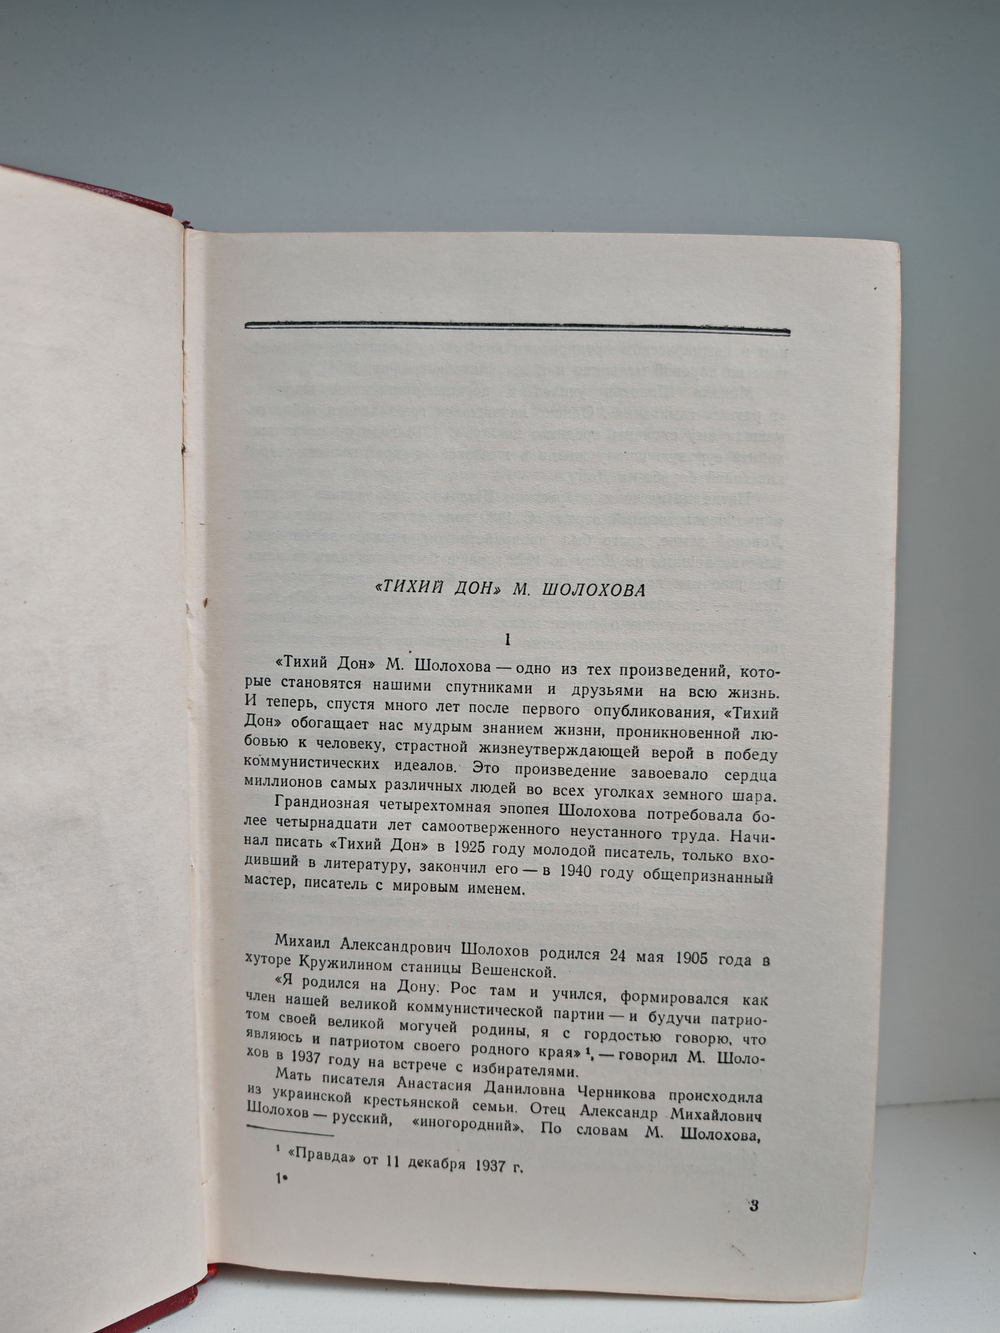 «ТИХИЙ ДОН» М. ШОЛОХОВА
1
«Тихий Дон» М. Шолохова — одно из тех произведений, кото-
рые становятся нашими спутниками и друзьями на всю жизнь.
И теперь, спустя много лет после первого опубликования, «Тихий
Дон» обогащает нас мудрым знанием жизни, проникновенной лю-
бовью к человеку, страстной жизнеутверждающей верой в победу
коммунистических идеалов. Это произведение завоевало сердца
миллионов самых различных людей во всех уголках земного шара.
Грандиозная четырехтомная эпопея Шолохова потребовала бо-
лее четырнадцати лет самоотверженного неустанного труда. Начи-
нал писать «Тихий Дон» в 1925 году молодой писатель, только вхо-
дивший в литературу, закончил его — в 1940 году общепризнанный
мастер, писатель с мировым именем.
Михаил Александрович Шолохов родился 24 мая 1905 года в
хуторе Кружилином станицы Вешенской.
«Я родился на Дону. Рос там и учился, формировался как
член нашей великой коммунистической партии — и будучи патрио-
том своей великой могучей родины, я с гордостью говорю, что
являюсь и патриотом своего родного края» ¹, — говорил М. Шоло-
хов в 1937 году на встрече с избирателями.
Мать писателя Анастасия Даниловна Черникова происходила
из украинской крестьянской семьи. Отец Александр Михайлович
Шолохов — русский, «иногородний». По словам М. Шолохова,
¹ «Правда» от 11 декабря 1937 г.
1*
3